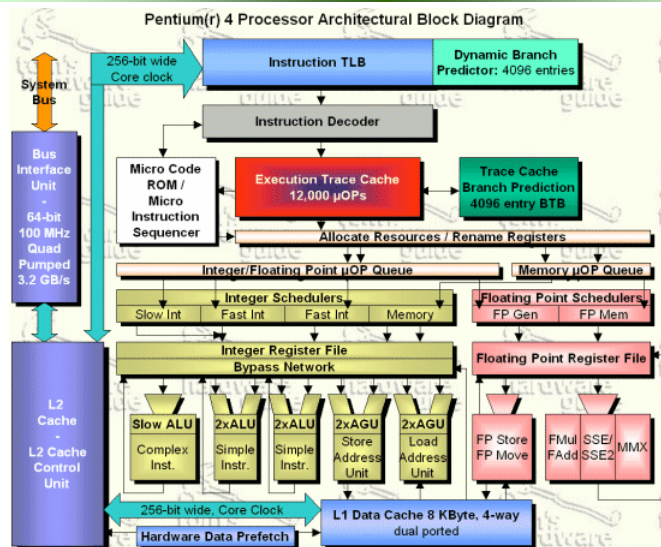 Pentium(r) 4 Processor Architectural Block Diagram
256-bit wide
Core clock
Instruction TLB
Dynamic Branch
Predictor: 4096 entries
System
Bus
Instruction Decoder
Bus
Interface
Unit
-
64-bit
100 MHz
Quad
Pumped
3.2 GB/s
Micro Code
ROM /
Micro
Instruction
Sequencer
Execution Trace Cache
12,000 µOPs
Trace Cache
Branch Prediction
4096 entry BTB
Allocate Resources / Rename Registers
Integer/Floating Point µOP Queue
Memory µOP Queue
Integer Schedulers
Slow Int
Fast Int
Fast Int
Memory
Floating Point Schedulers
FP Gen
FP Mem
Integer Register File
Bypass Network
Floating Point Register File
L2
Cache
-
L2 Cache
Control
Unit
Slow ALU
Complex
Inst.
2xALU
Simple
Instr.
2xALU
Simple
Instr.
2xAGU
Store
Address
Unit
2xAGU
Load
Address
Unit
FP Store
FP Move
FMul
FAdd
SSE/
SSE2
MMX
256-bit wide, Core Clock
L1 Data Cache 8 KByte, 4-way
dual ported
Hardware Data Prefetch